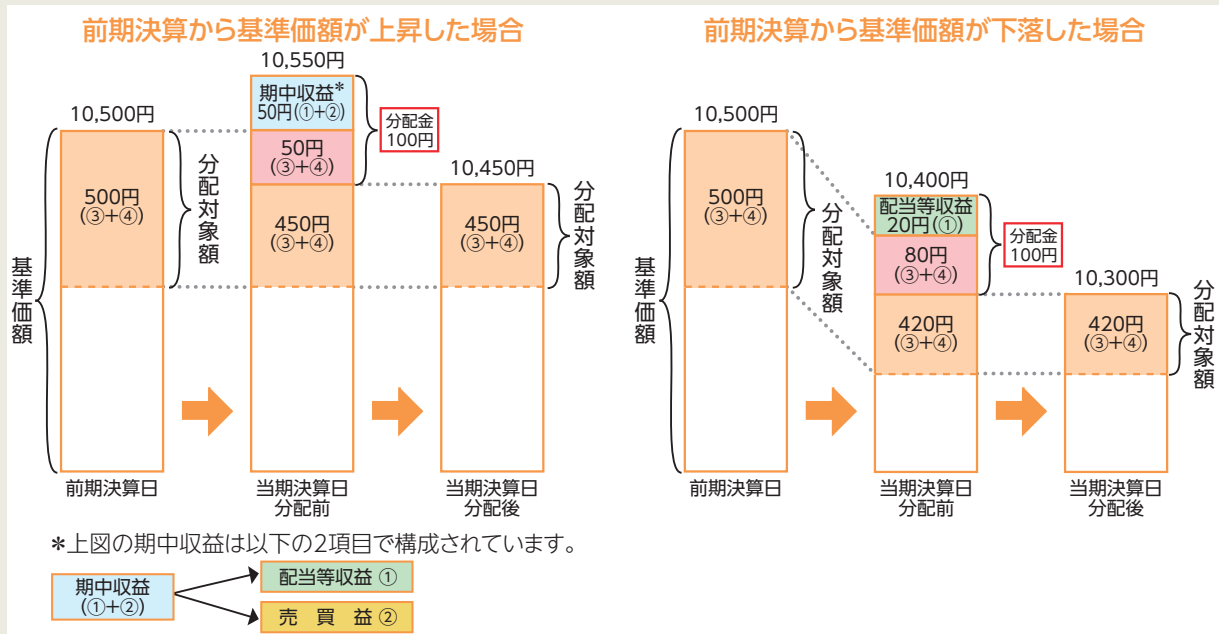 前期決算から基準価額が上昇した場合
10,500円
500円
(③+④)
分配対象額
基準価額
前期決算日
10,550円
期中収益*
50円(①+②)
50円
(③+④)
450円
(③+④)
分配金
100円
当期決算日
分配前
10,450円
450円
(③+④)
分配対象額
当期決算日
分配後
前期決算から基準価額が下落した場合
10,500円
500円
(③+④)
分配対象額
基準価額
前期決算日
10,400円
配当等収益
20円(①)
80円
(③+④)
420円
(③+④)
分配金
100円
当期決算日
分配前
10,300円
420円
(③+④)
分配対象額
当期決算日
分配後
*上図の期中収益は以下の2項目で構成されています。
期中収益
(①+②)
配当等収益 ①
売 買 益 ②